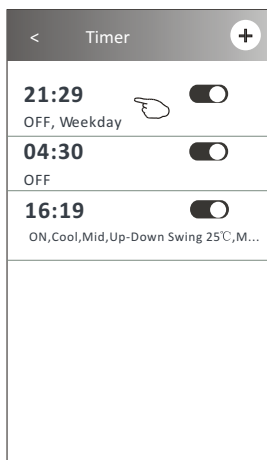 < Timer +
21:29
OFF, Weekday
04:30
OFF
16:19
ON,Cool,Mid,Up-Down Swing 25℃,M...